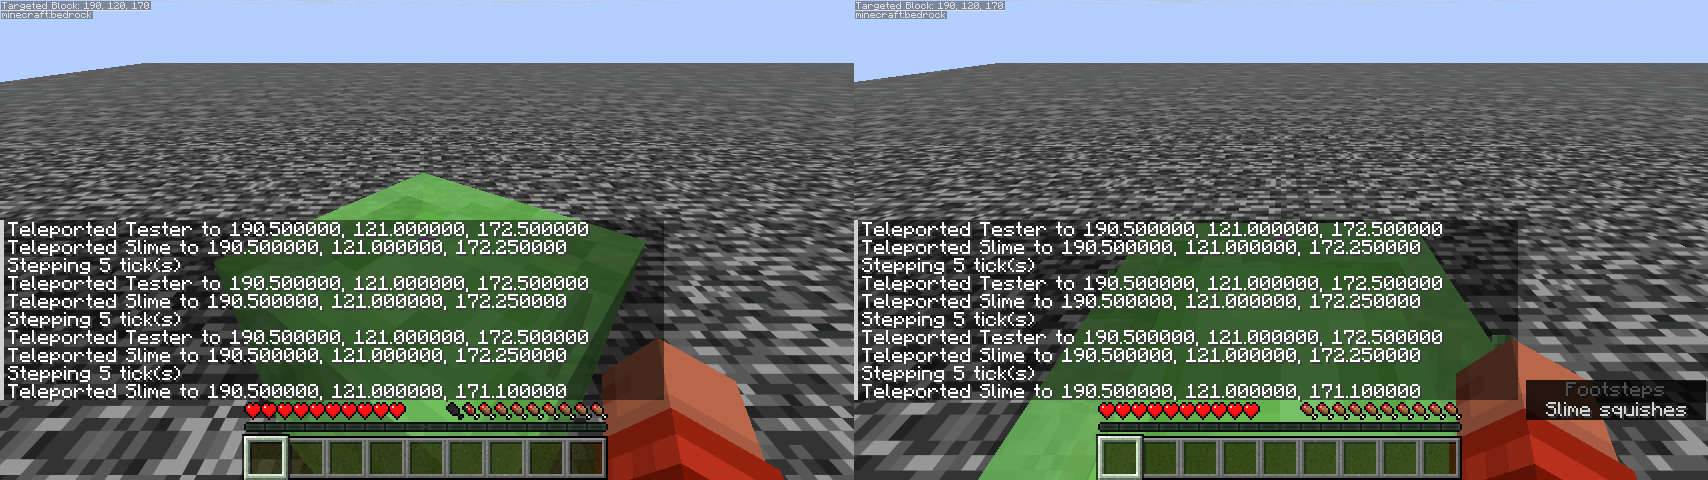 Targeted Block: 190, 120, 170
minecraft:bedrock
Teleported Tester to 190.500000, 121.000000, 172.500000
Teleported Slime to 190.500000, 121.000000, 172.250000
Stepping 5 tick(s)
Teleported Tester to 190.500000, 121.000000, 172.500000
Teleported Slime to 190.500000, 121.000000, 172.250000
Stepping 5 tick(s)
Teleported Tester to 190.500000, 121.000000, 172.500000
Teleported Slime to 190.500000, 121.000000, 172.250000
Stepping 5 tick(s)
Teleported Slime to 190.500000, 121.000000, 171.100000
Targeted Block: 190, 120, 170
minecraft:bedrock
Teleported Tester to 190.500000, 121.000000, 172.500000
Teleported Slime to 190.500000, 121.000000, 172.250000
Stepping 5 tick(s)
Teleported Tester to 190.500000, 121.000000, 172.500000
Teleported Slime to 190.500000, 121.000000, 172.250000
Stepping 5 tick(s)
Teleported Tester to 190.500000, 121.000000, 172.500000
Teleported Slime to 190.500000, 121.000000, 172.250000
Stepping 5 tick(s)
Teleported Slime to 190.500000, 121.000000, 171.100000
Footsteps
Slime squishes